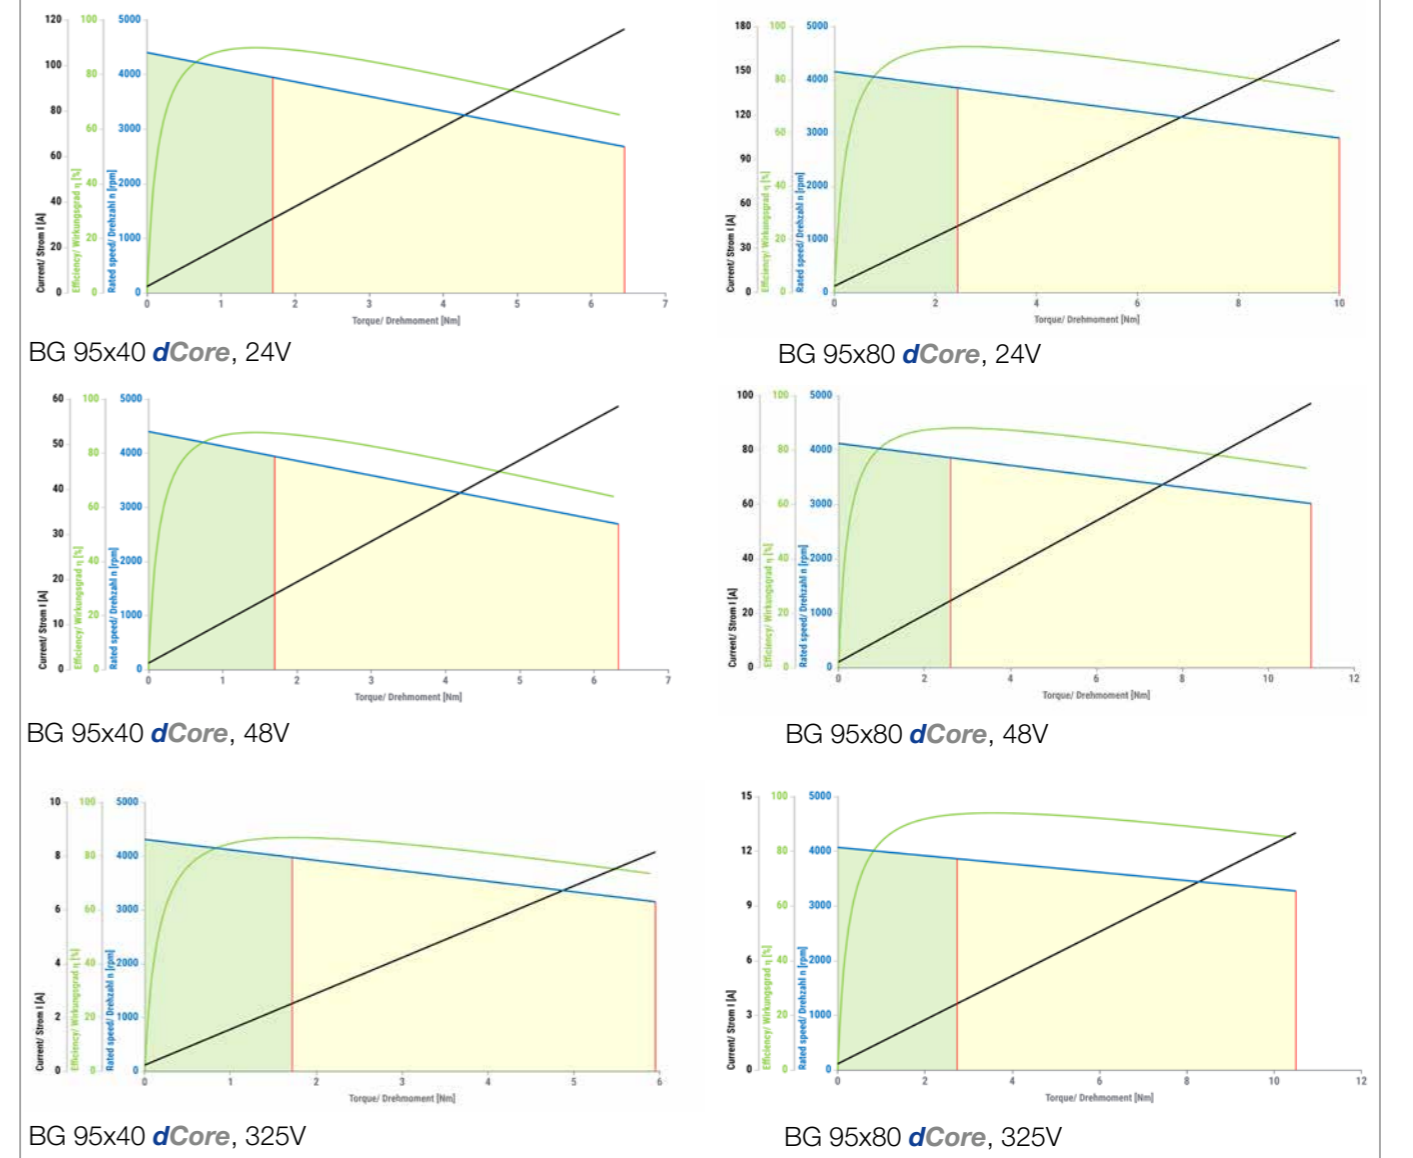 120 100 5000
100 80 4000
80
60 60 3000
40 40 2000
20 20 1000
0 0 0
Current/ Strom I [A]
Efficiency/ Wirkungsgrad η [%]
Rated speed/ Drehzahl n [rpm]
0 1 2 3 4 5 6 7
Torque/ Drehmoment [Nm]
BG 95x40 dCore, 24V
180 100 5000
150 80 4000
120 60 3000
90 40 2000
60 20 1000
30
0 0 0
Current/ Strom I [A]
Efficiency/ Wirkungsgrad η [%]
Rated speed/ Drehzahl n [rpm]
0 2 4 6 8 10
Torque/ Drehmoment [Nm]
BG 95x80 dCore, 24V
60 100 5000
50 80 4000
40 60 3000
30 40 2000
20 20 1000
10
0 0 0
Current/ Strom I [A]
Efficiency/ Wirkungsgrad η [%]
Rated speed/ Drehzahl n [rpm]
0 1 2 3 4 5 6 7
Torque/ Drehmoment [Nm]
BG 95x40 dCore, 48V
100 100 5000
80 80 4000
60 60 3000
40 40 2000
20 20 1000
0 0 0
Current/ Strom I [A]
Efficiency/ Wirkungsgrad η [%]
Rated speed/ Drehzahl n [rpm]
0 2 4 6 8 10 12
Torque/ Drehmoment [Nm]
BG 95x80 dCore, 48V
10 100 5000
8 80 4000
6 60 3000
4 40 2000
2 20 1000
0 0 0
Current/ Strom I [A]
Efficiency/ Wirkungsgrad η [%]
Rated speed/ Drehzahl n [rpm]
0 1 2 3 4 5 6
Torque/ Drehmoment [Nm]
BG 95x40 dCore, 325V
15 100 5000
12 80 4000
9 60 3000
6 40 2000
3 20 1000
0 0 0
Current/ Strom I [A]
Efficiency/ Wirkungsgrad η [%]
Rated speed/ Drehzahl n [rpm]
0 2 4 6 8 10 12
Torque/ Drehmoment [Nm]
BG 95x80 dCore, 325V